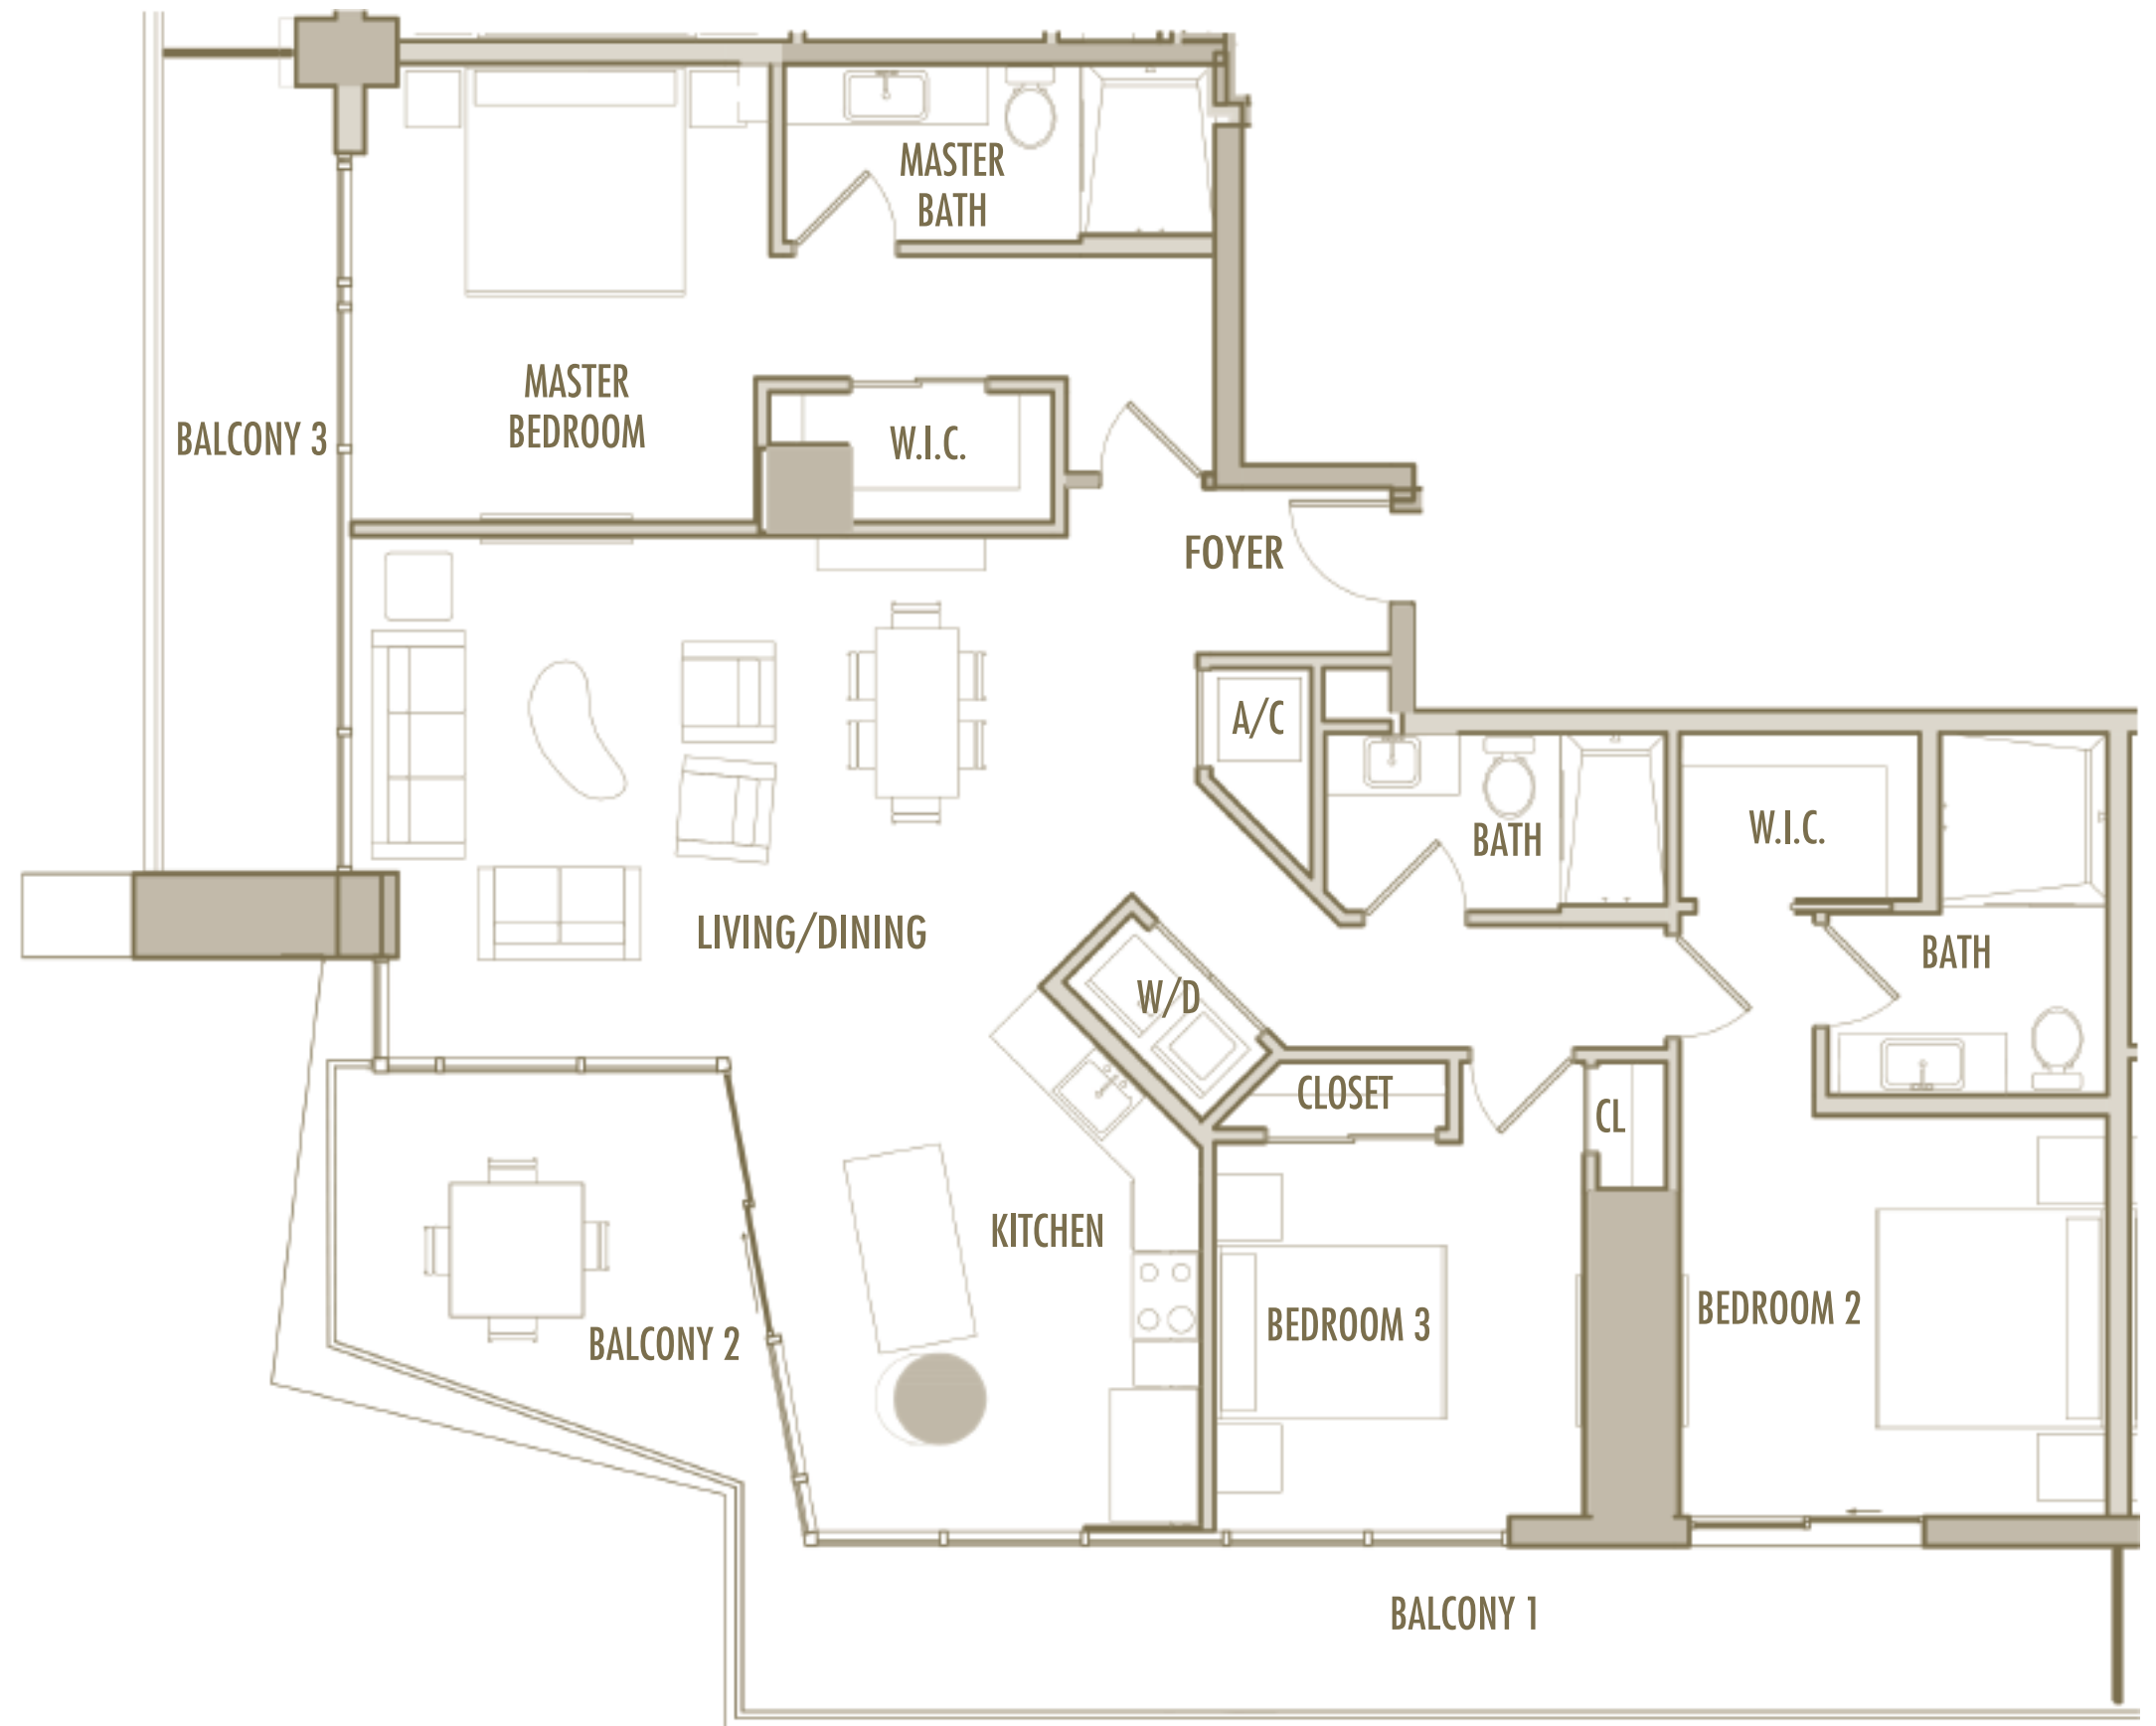 MASTER
BATH
MASTER
BEDROOM
BALCONY 3
W.I.C.
FOYER
A/C
BATH
W.I.C.
LIVING/DINING
BATH
W/D
CLOSET
CL
KITCHEN
BEDROOM 3
BEDROOM 2
BALCONY 2
BALCONY 1